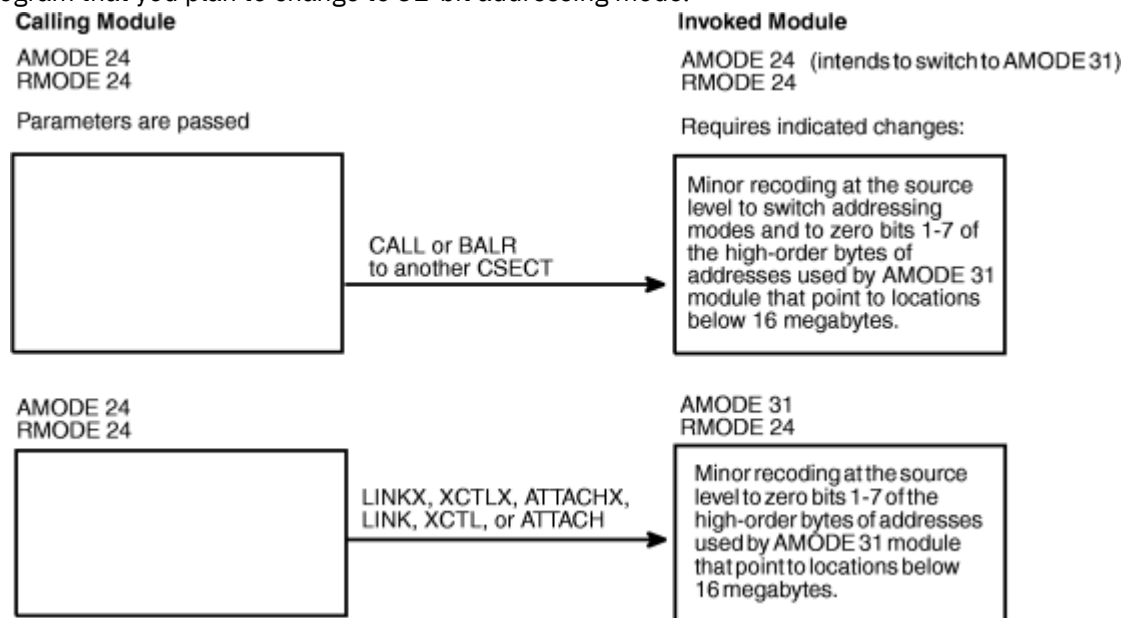 Calling Module
Invoked Module
AMODE 24
RMODE 24
AMODE 24 (intends to switch to AMODE 31)
RMODE 24
Parameters are passed
Requires indicated changes:
CALL or BALR
to another CSECT
Minor recoding at the source
level to switch addressing
modes and to zero bits 1-7 of
the high-order bytes of
addresses used by AMODE 31
module that point to locations
below 16 megabytes.
AMODE 24
RMODE 24
AMODE 31
RMODE 24
LINKX, XCTLX, ATTACHX,
LINK, XCTL, or ATTACH
Minor recoding at the source
level to zero bits 1-7 of the
high-order bytes of addresses
used by AMODE 31 module
that point to locations below
16 megabytes.